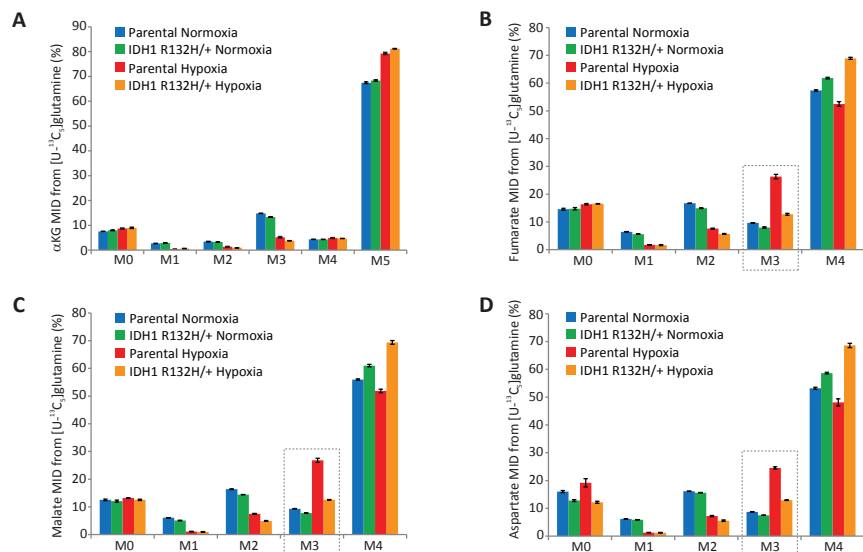 A
αKG MID from [U-¹³C₅]glutamine (%)
90
80
70
60
50
40
30
20
10
0
Parental Normoxia
IDH1 R132H/+ Normoxia
Parental Hypoxia
IDH1 R132H/+ Hypoxia
M0 M1 M2 M3 M4 M5
B
Fumarate MID from [U-¹³C₅]glutamine (%)
80
70
60
50
40
30
20
10
0
Parental Normoxia
IDH1 R132H/+ Normoxia
Parental Hypoxia
IDH1 R132H/+ Hypoxia
M0 M1 M2 M3 M4
C
Malate MID from [U-¹³C₅]glutamine (%)
80
70
60
50
40
30
20
10
0
Parental Normoxia
IDH1 R132H/+ Normoxia
Parental Hypoxia
IDH1 R132H/+ Hypoxia
M0 M1 M2 M3 M4
D
Aspartate MID from [U-¹³C₅]glutamine (%)
80
70
60
50
40
30
20
10
0
Parental Normoxia
IDH1 R132H/+ Normoxia
Parental Hypoxia
IDH1 R132H/+ Hypoxia
M0 M1 M2 M3 M4